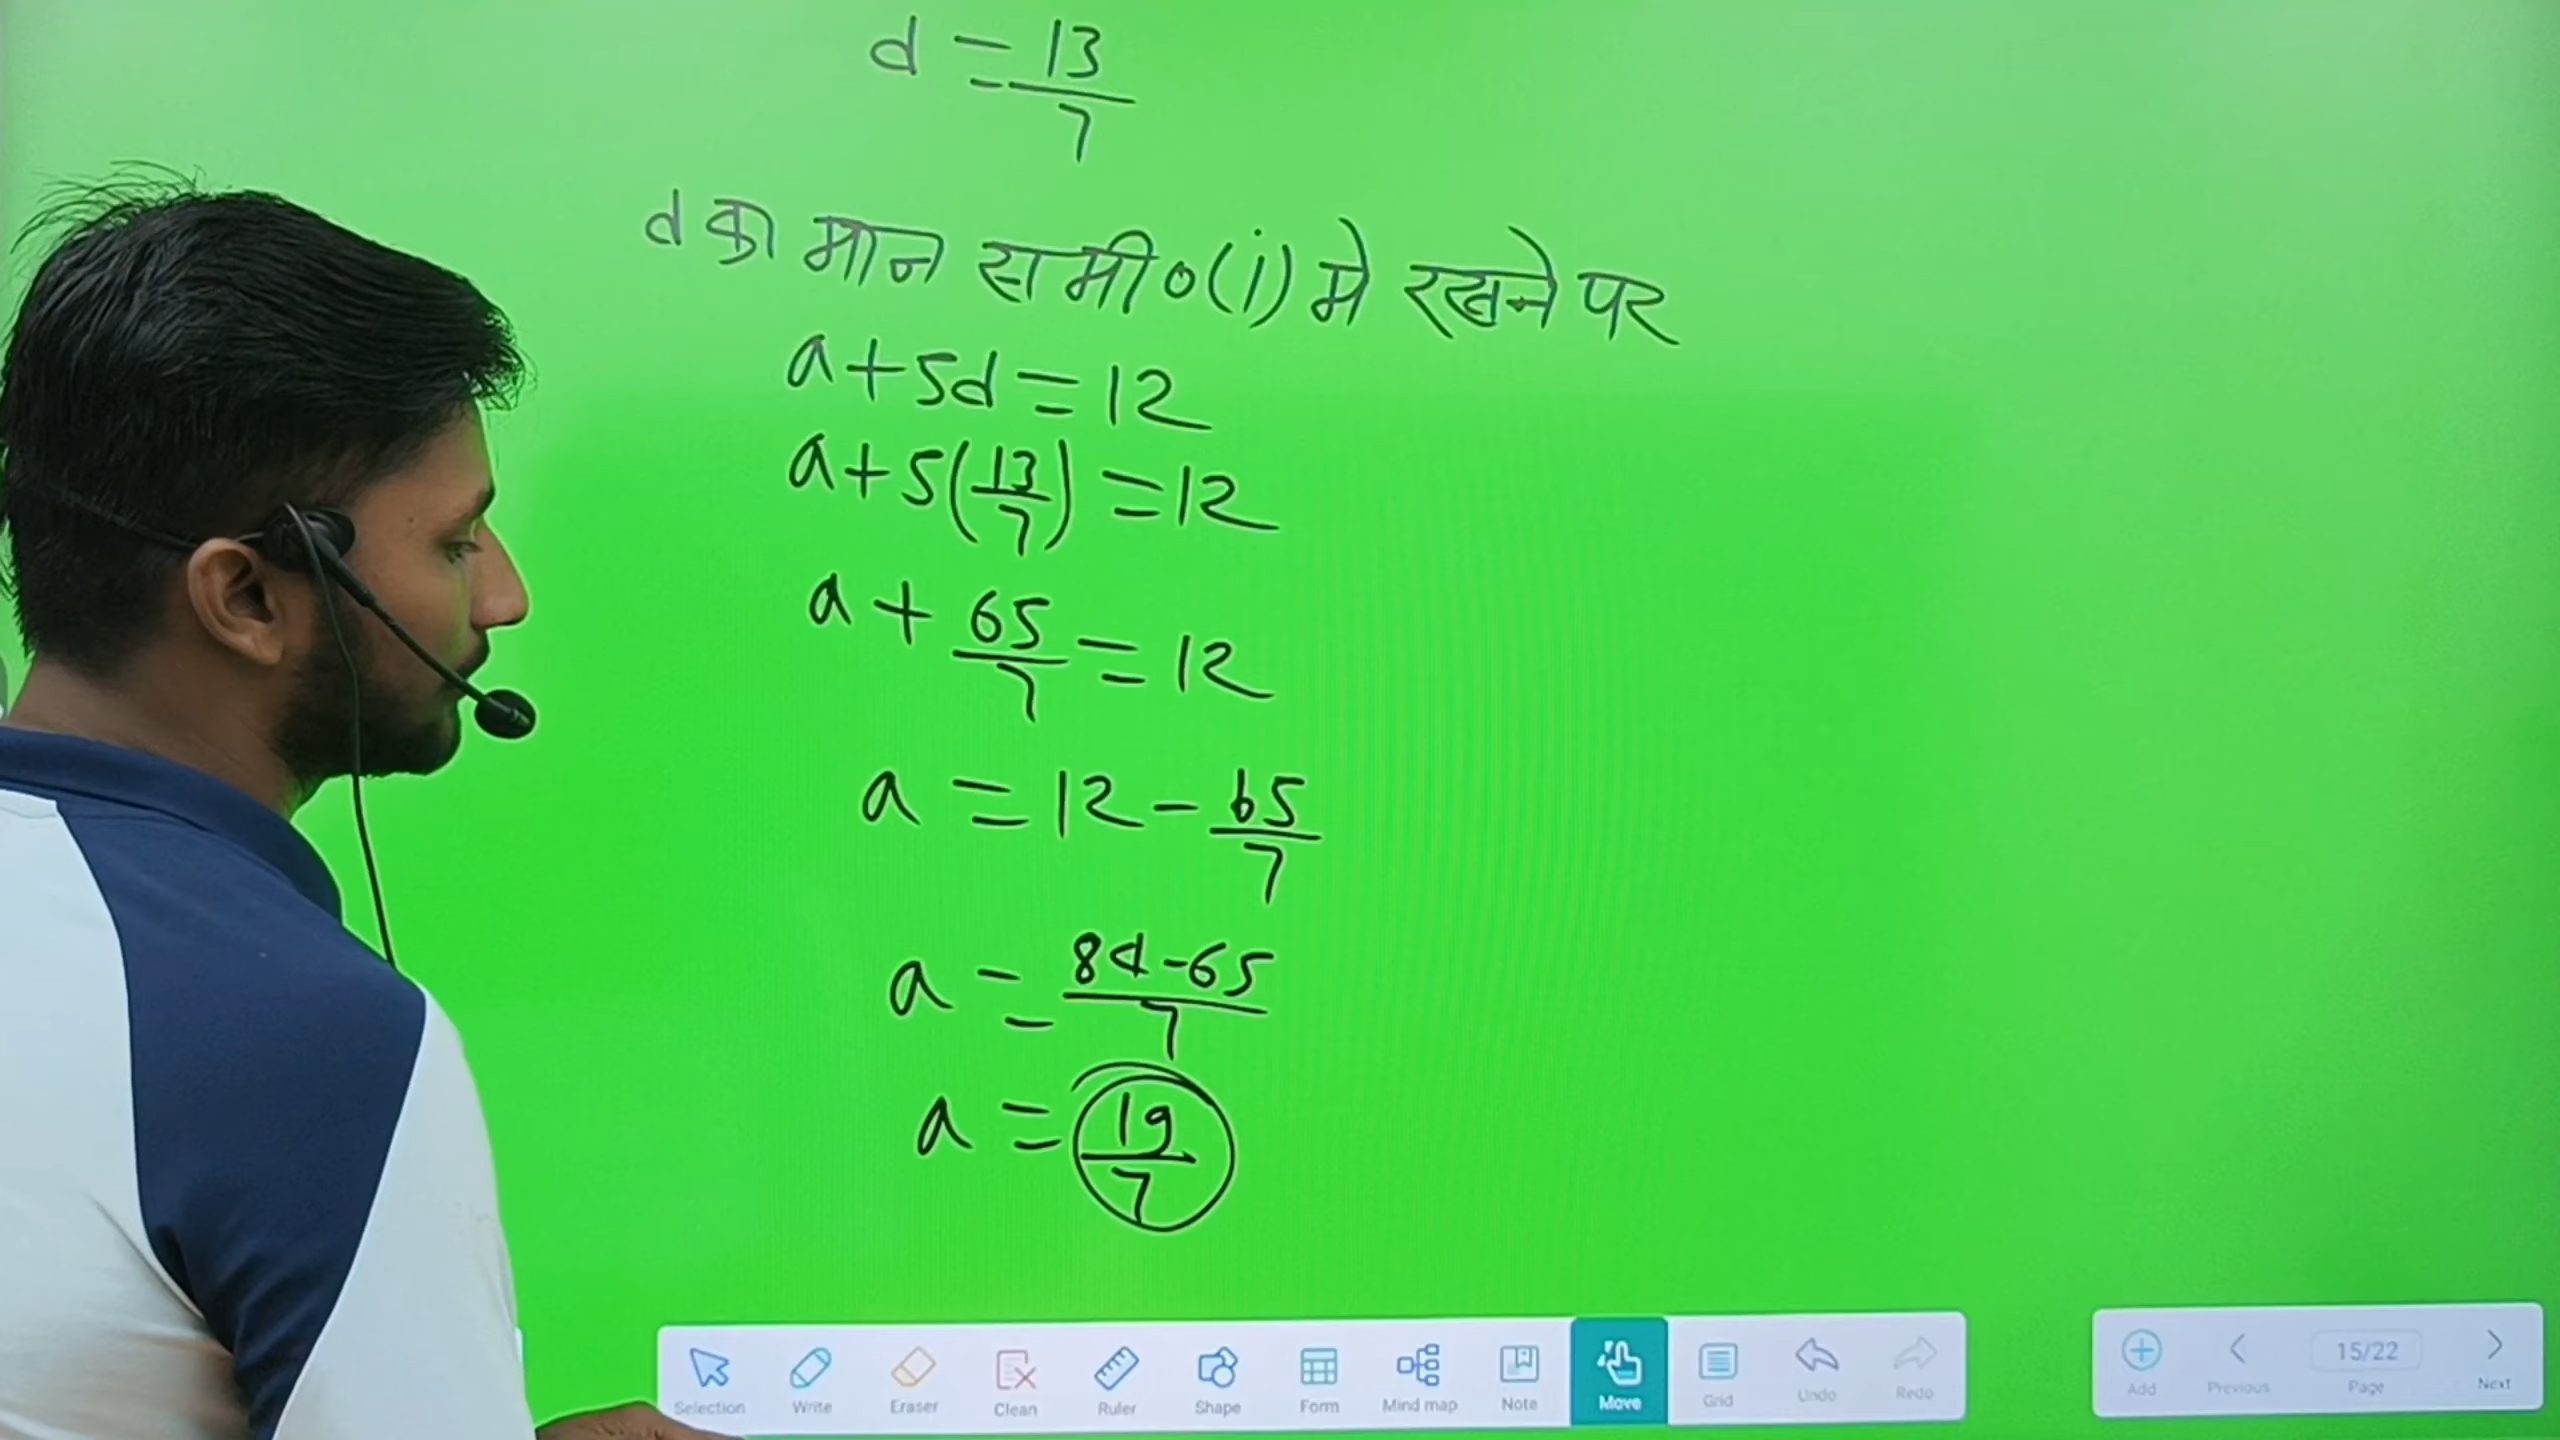 d = 13/7
d का मान समी०(i) मे रखने पर
a+5d=12
a+5(13/7)=12
a + 65/7 = 12
a = 12 - 65/7
a = 84-65/7
a = 19/7
Selection Write Eraser Clean Ruler Shape Form Mind map Note Move Grid Undo Redo
Add Previous 15/22 Page Next